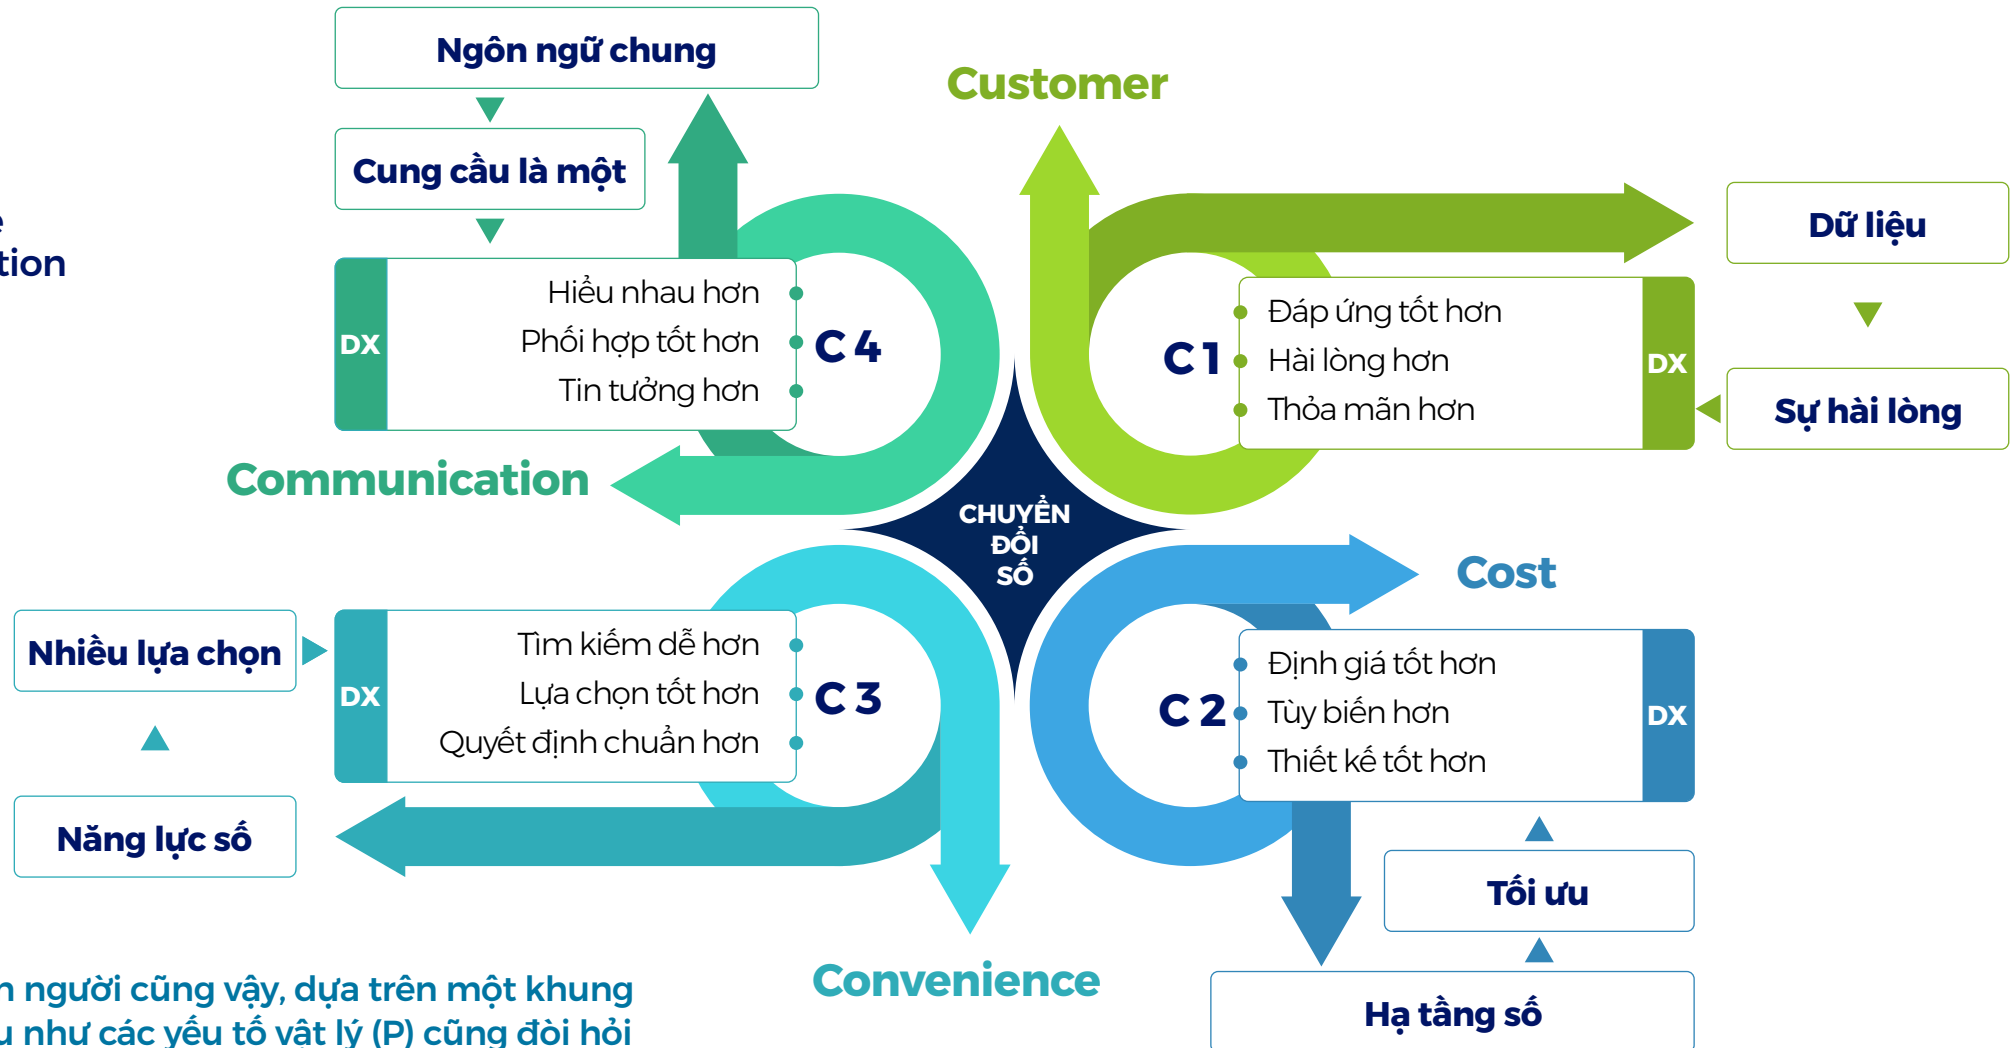 Ngôn ngữ chung
Customer
Cung cầu là một
Dữ liệu
tion
Hiểu nhau hơn
Phối hợp tốt hơn
Tin tưởng hơn
DX
C 4
C 1
Đáp ứng tốt hơn
Hài lòng hơn
Thỏa mãn hơn
DX
Sự hài lòng
Communication
CHUYỂN
ĐỔI
SỐ
Cost
Nhiều lựa chọn
DX
Tìm kiếm dễ hơn
Lựa chọn tốt hơn
Quyết định chuẩn hơn
C 3
C 2
Định giá tốt hơn
Tùy biến hơn
Thiết kế tốt hơn
DX
Năng lực số
Tối ưu
Convenience
Hạ tầng số
người cũng vậy, dựa trên một khung
như các yếu tố vật lý (P) cũng đòi hỏi